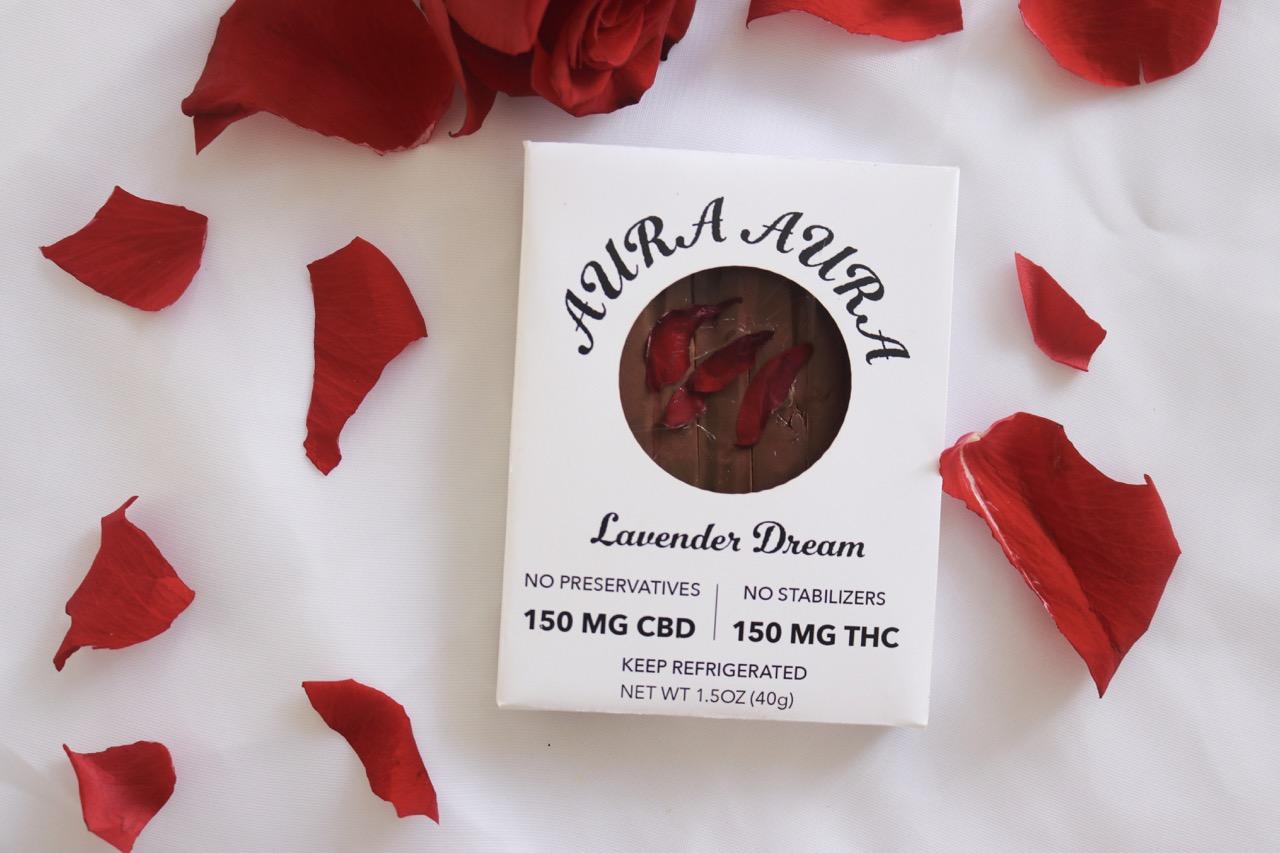 AURA AURA
Lavender Dream
NO PRESERVATIVES
150 MG CBD
NO STABILIZERS
150 MG THC
KEEP REFRIGERATED
NET WT 1.5OZ (40g)